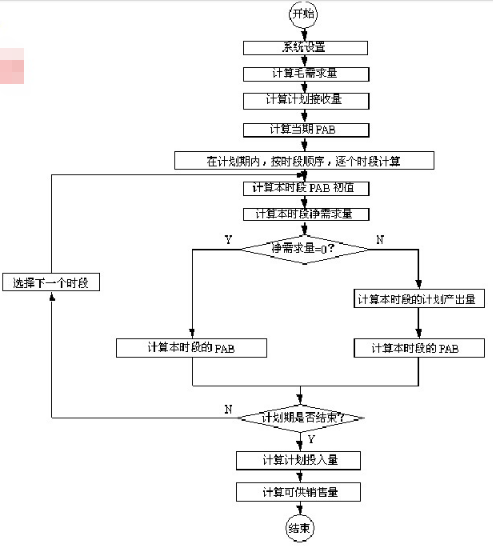 开始
系统设置
计算毛需求量
计算计划接收量
计算当期PAB
在计划期内，按时段顺序，逐个时段计算
计算本时段PAB初值
计算本时段净需求量
净需求量=0?
Y
N
选择下一个时段
计算本时段的计划产出量
计算本时段的PAB
计算本时段的PAB
计划期是否结束?
N
Y
计算计划投入量
计算可供销售量
结束